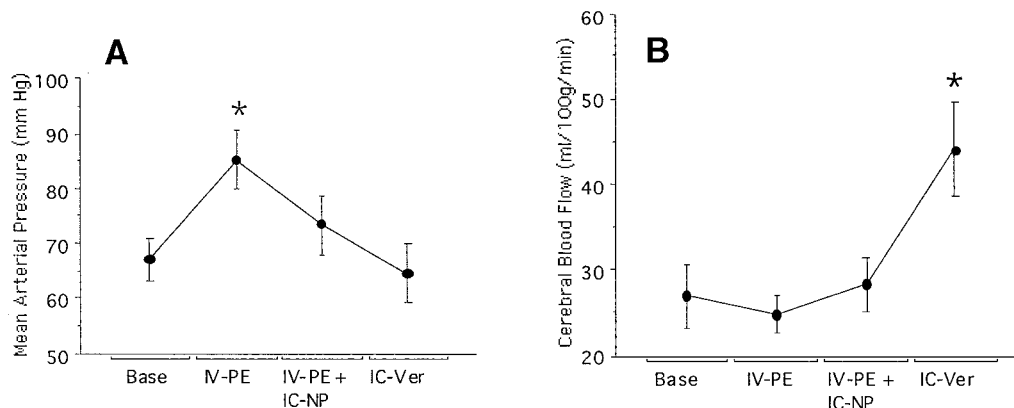 A
Mean Arterial Pressure (mm Hg)
100
90
80
70
60
50
*
Base
IV-PE
IV-PE +
IC-NP
IC-Ver
B
Cerebral Blood Flow (ml/100g/min)
60
50
40
30
20
*
Base
IV-PE
IV-PE +
IC-NP
IC-Ver